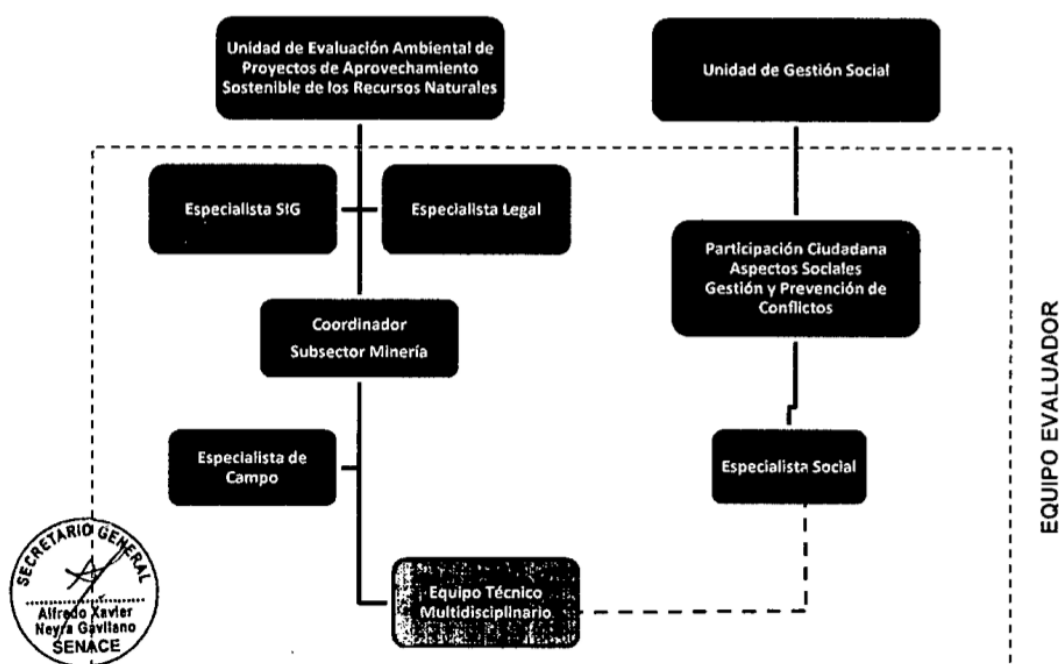 Unidad de Evaluación Ambiental de
Proyectos de Aprovechamiento
Sostenible de los Recursos Naturales
Unidad de Gestión Social
Especialista SIG
Especialista Legal
Participación Ciudadana
Aspectos Sociales
Gestión y Prevención de
Conflictos
Coordinador
Subsector Minería
Especialista de
Campo
Especialista Social
Equipo Técnico
Multidisciplinario
EQUIPO EVALUADOR
SECRETARIO GENERAL
Alfredo Xavier
Neyra Gavilano
SENACE